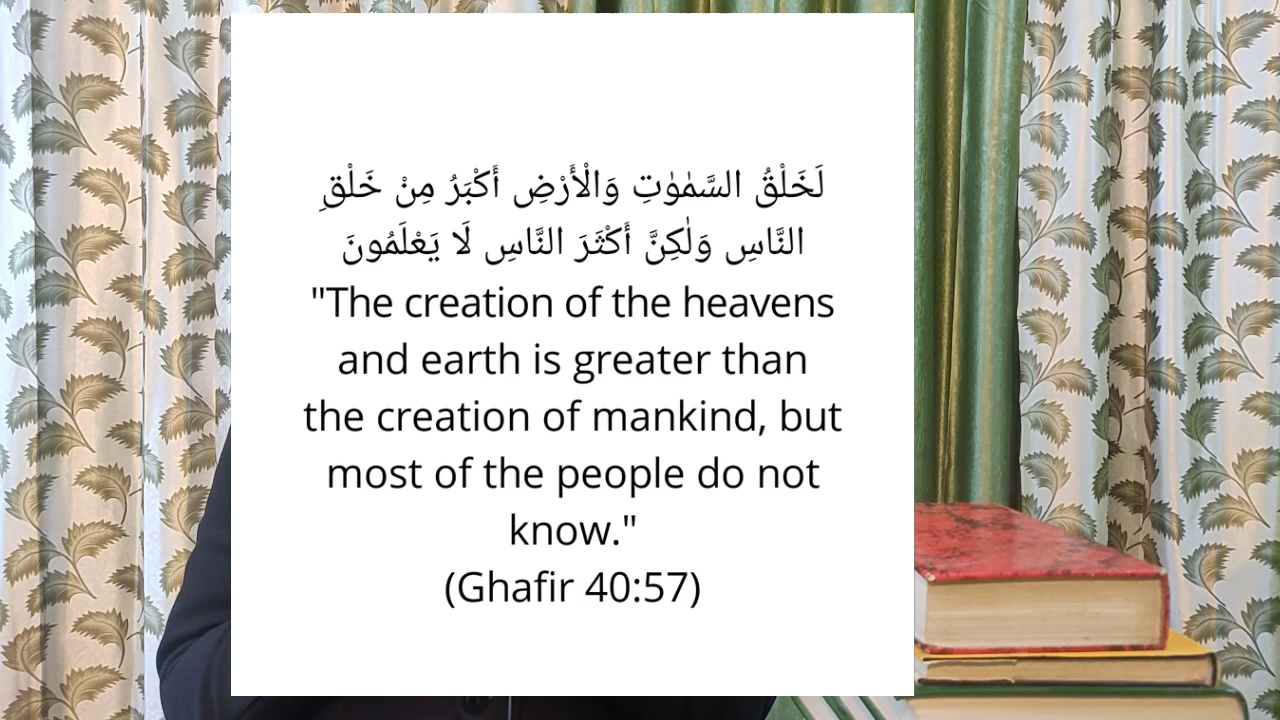 لَخَلْقُ السَّمٰوٰتِ وَالْأَرْضِ أَكْبَرُ مِنْ خَلْقِ
النَّاسِ وَلٰكِنَّ أَكْثَرَ النَّاسِ لَا يَعْلَمُونَ
"The creation of the heavens
and earth is greater than
the creation of mankind, but
most of the people do not
know."
(Ghafir 40:57)